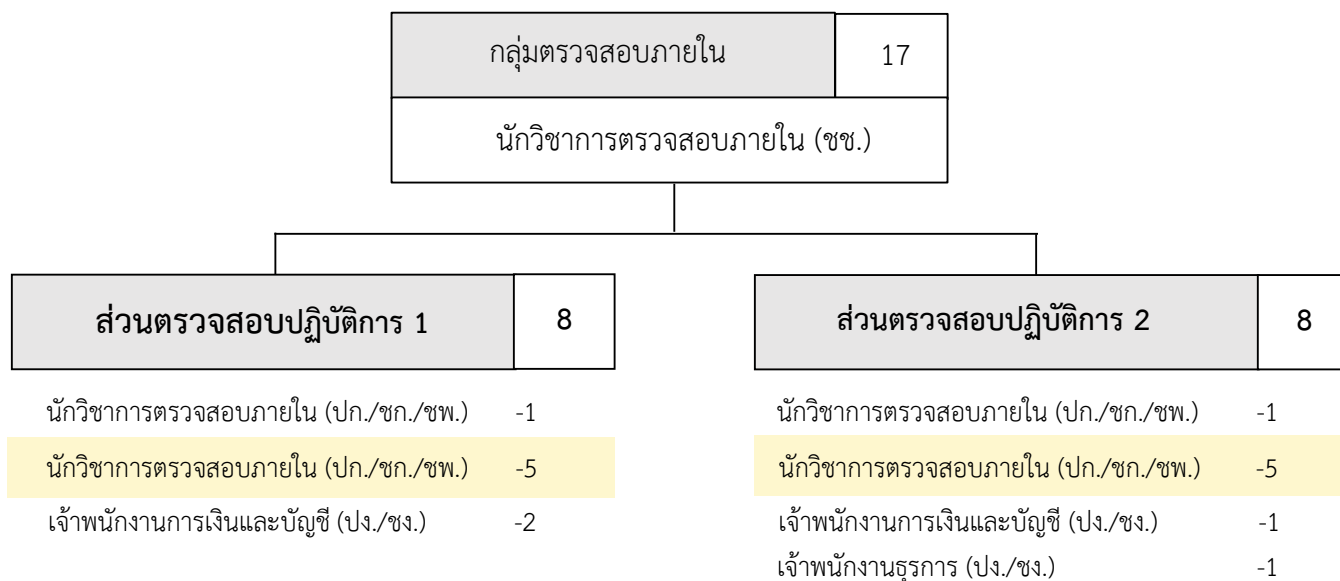 กลุ่มตรวจสอบภายใน 17
นักวิชาการตรวจสอบภายใน (ชช.)
ส่วนตรวจสอบปฏิบัติการ 1 8
นักวิชาการตรวจสอบภายใน (ปก./ชก./ชพ.) -1
นักวิชาการตรวจสอบภายใน (ปก./ชก./ชพ.) -5
เจ้าพนักงานการเงินและบัญชี (ปง./ชง.) -2
ส่วนตรวจสอบปฏิบัติการ 2 8
นักวิชาการตรวจสอบภายใน (ปก./ชก./ชพ.) -1
นักวิชาการตรวจสอบภายใน (ปก./ชก./ชพ.) -5
เจ้าพนักงานการเงินและบัญชี (ปง./ชง.) -1
เจ้าพนักงานธุรการ (ปง./ชง.) -1